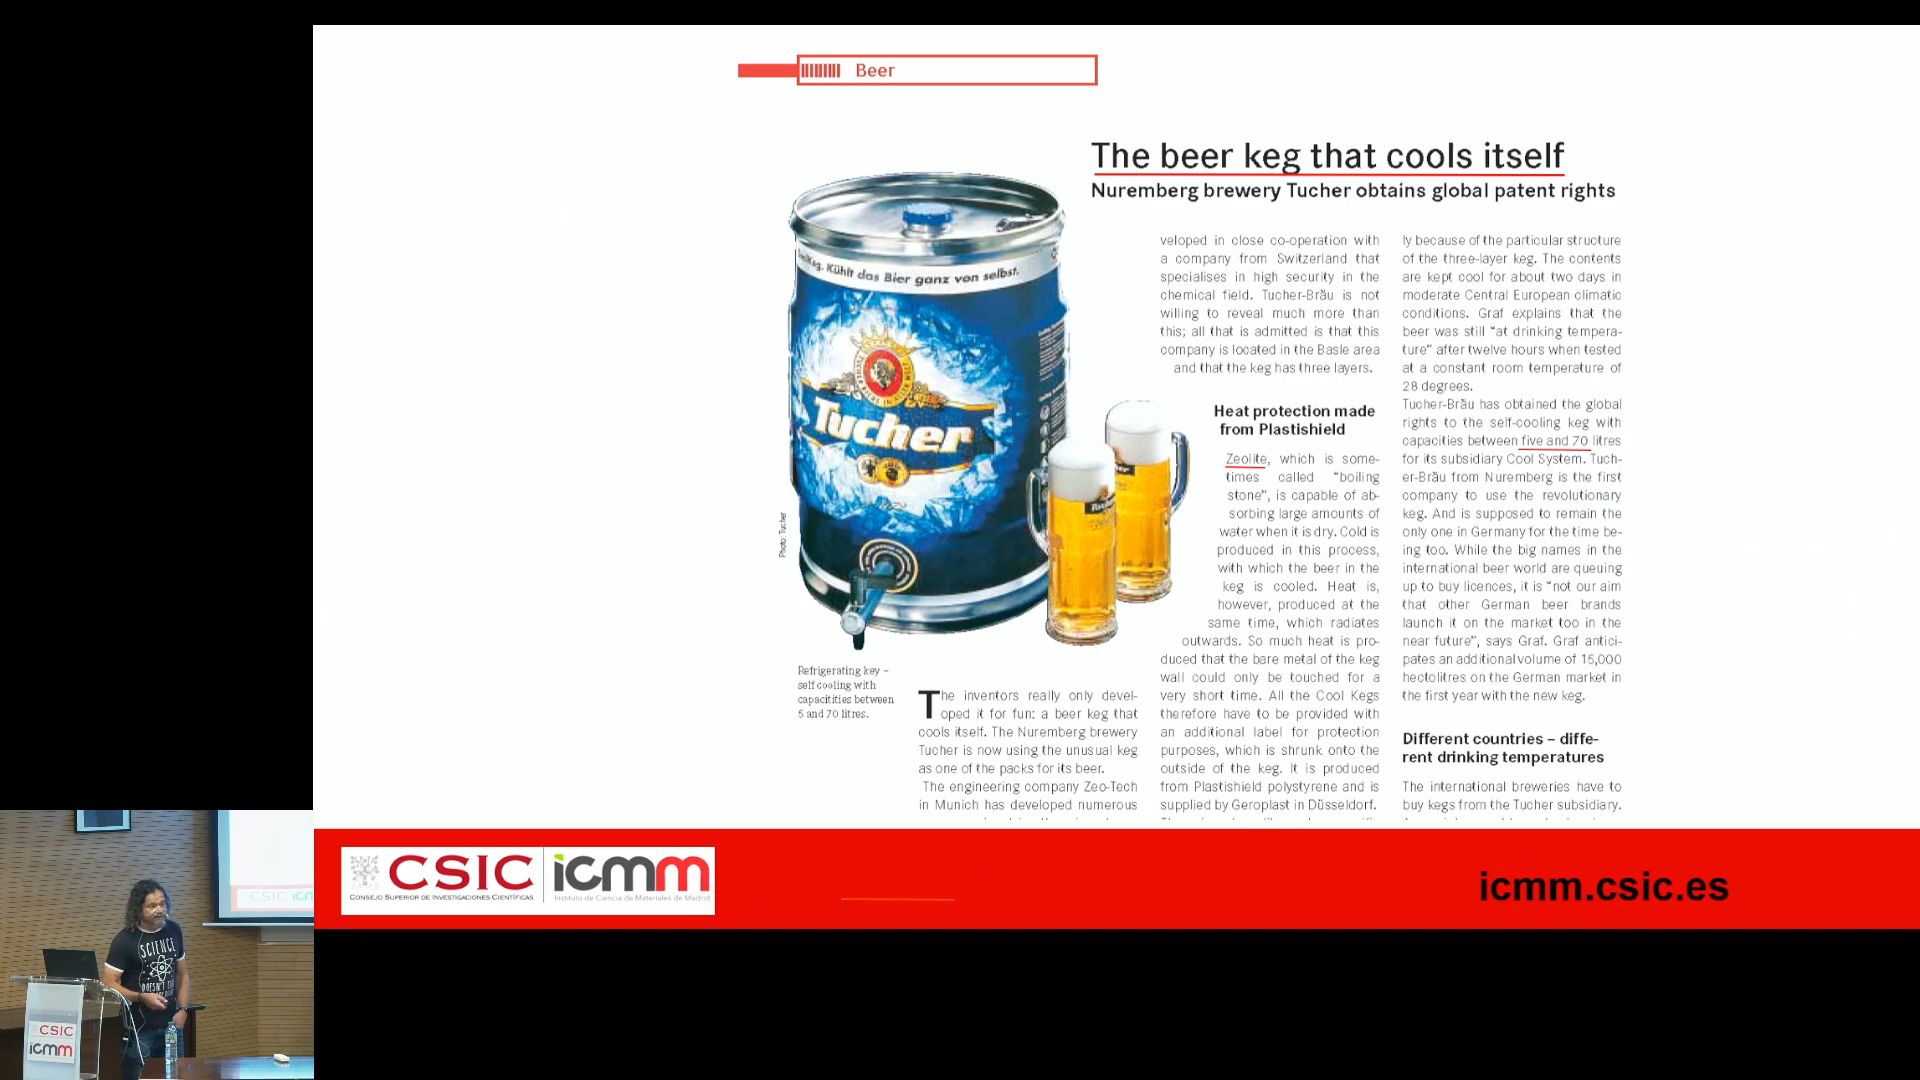 Beer
The beer keg that cools itself
Nuremberg brewery Tucher obtains global patent rights
Kühlt das Bier ganz von selbst.
Tucher
Photo: Tucher
Refrigerating key –
self cooling with
capacitities between
5 and 70 litres.
The inventors really only devel-
oped it for fun: a beer keg that
cools itself. The Nuremberg brewery
Tucher is now using the unusual keg
as one of the packs for its beer.
The engineering company Zeo-Tech
in Munich has developed numerous
veloped in close co-operation with
a company from Switzerland that
specialises in high security in the
chemical field. Tucher-Bräu is not
willing to reveal much more than
this; all that is admitted is that this
company is located in the Basle area
and that the keg has three layers.
Heat protection made
from Plastishield
Zeolite, which is some-
times called "boiling
stone", is capable of ab-
sorbing large amounts of
water when it is dry. Cold is
produced in this process,
with which the beer in the
keg is cooled. Heat is,
however, produced at the
same time, which radiates
outwards. So much heat is pro-
duced that the bare metal of the keg
wall could only be touched for a
very short time. All the Cool Kegs
therefore have to be provided with
an additional label for protection
purposes, which is shrunk onto the
outside of the keg. It is produced
from Plastishield polystyrene and is
supplied by Geroplast in Düsseldorf.
ly because of the particular structure
of the three-layer keg. The contents
are kept cool for about two days in
moderate Central European climatic
conditions. Graf explains that the
beer was still "at drinking tempera-
ture" after twelve hours when tested
at a constant room temperature of
28 degrees.
Tucher-Bräu has obtained the global
rights to the self-cooling keg with
capacities between five and 70 litres
for its subsidiary Cool System. Tuch-
er-Bräu from Nuremberg is the first
company to use the revolutionary
keg. And is supposed to remain the
only one in Germany for the time be-
ing too. While the big names in the
international beer world are queuing
up to buy licences, it is "not our aim
that other German beer brands
launch it on the market too in the
near future", says Graf. Graf antici-
pates an additional volume of 15,000
hectolitres on the German market in
the first year with the new keg.
Different countries – diffe-
rent drinking temperatures
The international breweries have to
buy kegs from the Tucher subsidiary.
CSIC
CONSEJO SUPERIOR DE INVESTIGACIONES CIENTÍFICAS
icmm
Instituto de Ciencia de Materiales de Madrid
icmm.csic.es
SCIENCE
DOESN'T
CSIC
icmm
CSIC